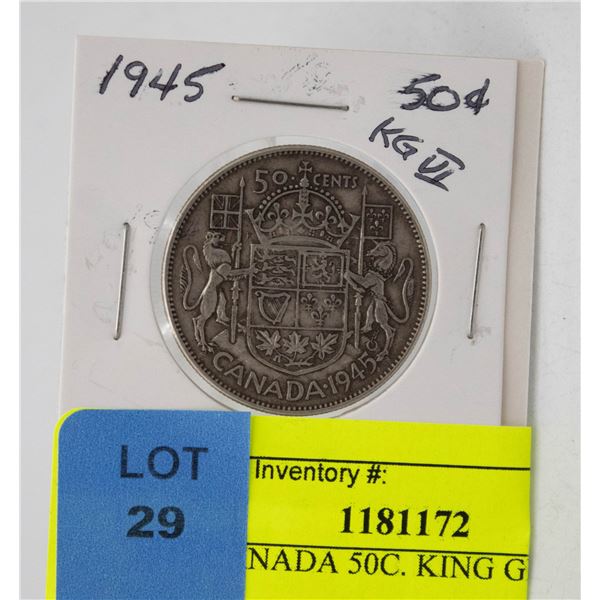 1945
50¢
KG VI
50 CENTS
CANADA·1945
LOT
29
Inventory #:
1181172
NADA 50C. KING G